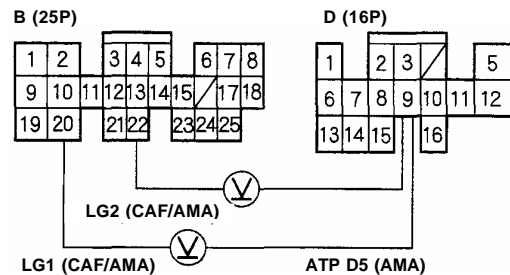 B (25P) D (16P)
1 2 3 4 5 6 7 8 1 2 3 5
9 10 11 12 13 14 15 17 18 6 7 8 9 10 11 12
19 20 21 22 23 24 25 13 14 15 16
V
LG2 (CAF/AMA)
V
LG1 (CAF/AMA) ATP D5 (AMA)